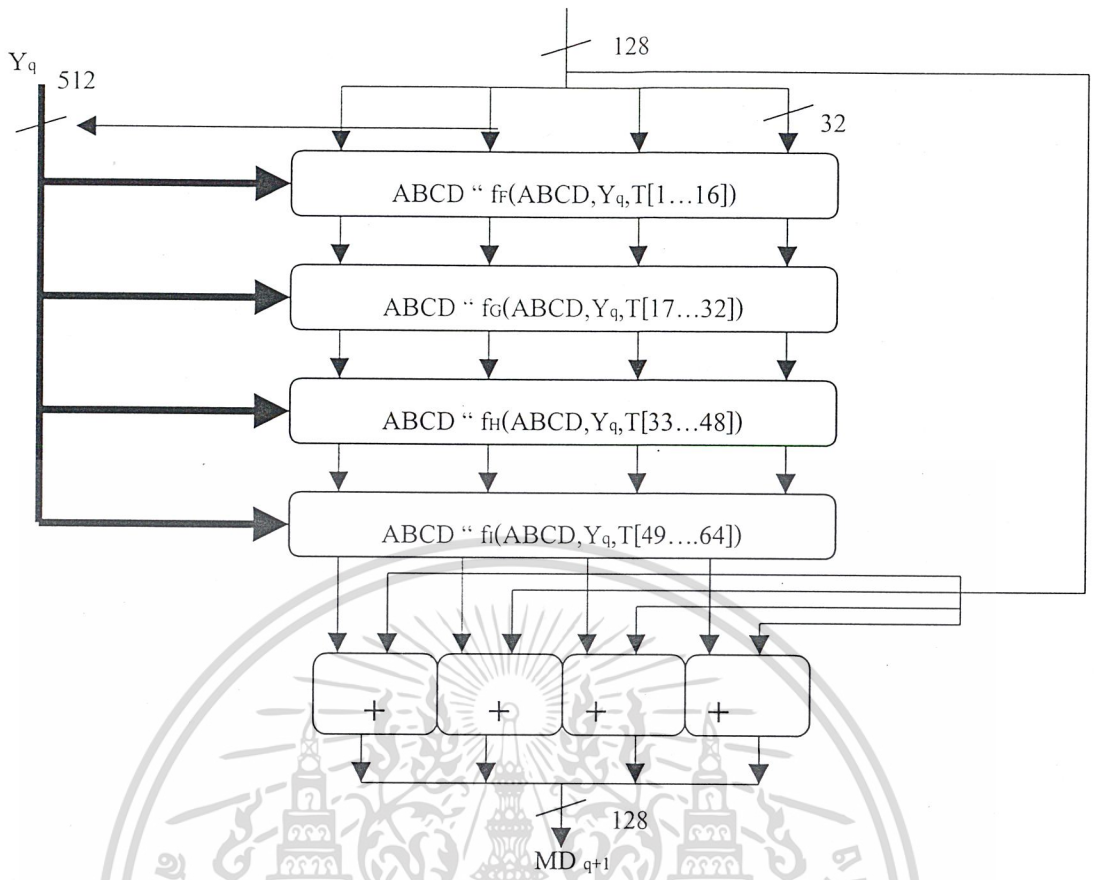 128
Yq
512
32
ABCD “ fF(ABCD,Yq,T[1...16])
ABCD “ fG(ABCD,Yq,T[17...32])
ABCD “ fH(ABCD,Yq,T[33...48])
ABCD “ fI(ABCD,Yq,T[49....64])
+ + + +
128
MD q+1